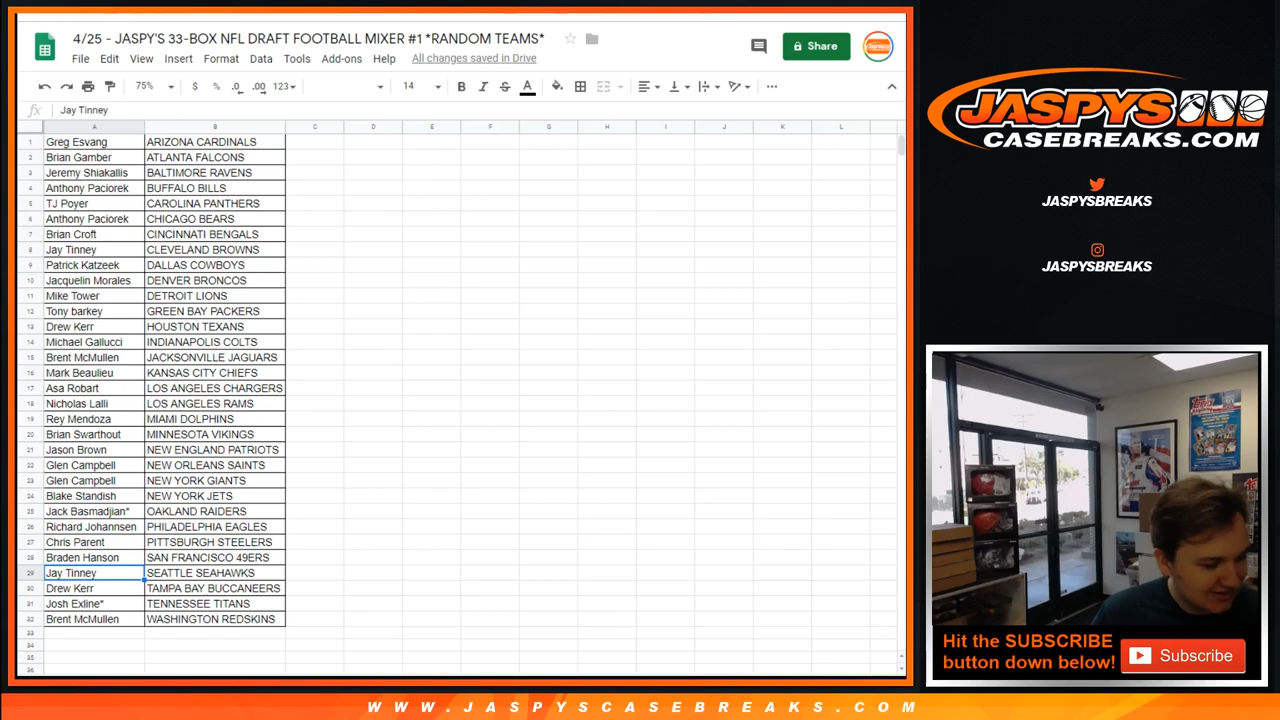 4/25 - JASPY'S 33-BOX NFL DRAFT FOOTBALL MIXER #1 *RANDOM TEAMS*
File Edit View Insert Format Data Tools Add-ons Help All changes saved in Drive
Share
75% $ % .0 .00 123 14 B I S A
fx Jay Tinney
A B C D E F G H I J K L
1 Greg Esvang ARIZONA CARDINALS
2 Brian Gamber ATLANTA FALCONS
3 Jeremy Shiakallis BALTIMORE RAVENS
4 Anthony Paciorek BUFFALO BILLS
5 TJ Poyer CAROLINA PANTHERS
6 Anthony Paciorek CHICAGO BEARS
7 Brian Croft CINCINNATI BENGALS
8 Jay Tinney CLEVELAND BROWNS
9 Patrick Katzeek DALLAS COWBOYS
10 Jacquelin Morales DENVER BRONCOS
11 Mike Tower DETROIT LIONS
12 Tony barkey GREEN BAY PACKERS
13 Drew Kerr HOUSTON TEXANS
14 Michael Gallucci INDIANAPOLIS COLTS
15 Brent McMullen JACKSONVILLE JAGUARS
16 Mark Beaulieu KANSAS CITY CHIEFS
17 Asa Robart LOS ANGELES CHARGERS
18 Nicholas Lalli LOS ANGELES RAMS
19 Rey Mendoza MIAMI DOLPHINS
20 Brian Swarthout MINNESOTA VIKINGS
21 Jason Brown NEW ENGLAND PATRIOTS
22 Glen Campbell NEW ORLEANS SAINTS
23 Glen Campbell NEW YORK GIANTS
24 Blake Standish NEW YORK JETS
25 Jack Basmadjian* OAKLAND RAIDERS
26 Richard Johannsen PHILADELPHIA EAGLES
27 Chris Parent PITTSBURGH STEELERS
28 Braden Hanson SAN FRANCISCO 49ERS
29 Jay Tinney SEATTLE SEAHAWKS
30 Drew Kerr TAMPA BAY BUCCANEERS
31 Josh Exline* TENNESSEE TITANS
32 Brent McMullen WASHINGTON REDSKINS
33
34
35
36
JASPYS
CASEBREAKS.COM
JASPYSBREAKS
JASPYSBREAKS
Hit the SUBSCRIBE
button down below!
Subscribe
WWW.JASPYSCASEBREAKS.COM